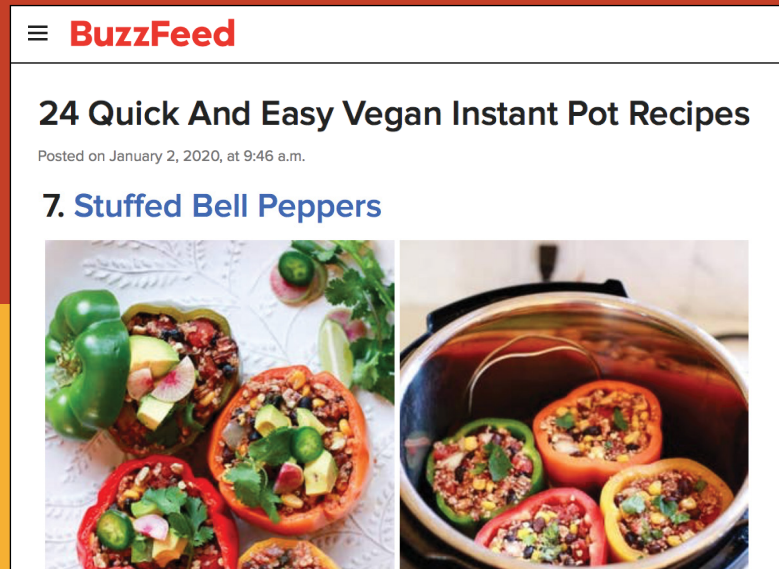 BuzzFeed
24 Quick And Easy Vegan Instant Pot Recipes
Posted on January 2, 2020, at 9:46 a.m.
7. Stuffed Bell Peppers